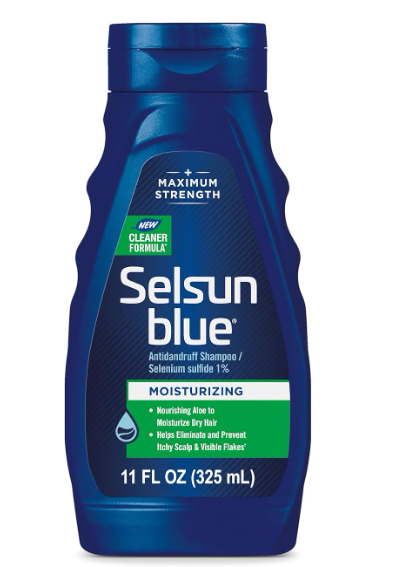 MAXIMUM
STRENGTH
NEW
CLEANER
FORMULA*
Selsun
blue®
Antidandruff Shampoo /
Selenium sulfide 1%
MOISTURIZING
• Nourishing Aloe to
Moisturize Dry Hair
• Helps Eliminate and Prevent
Itchy Scalp & Visible Flakes*
11 FL OZ (325 mL)